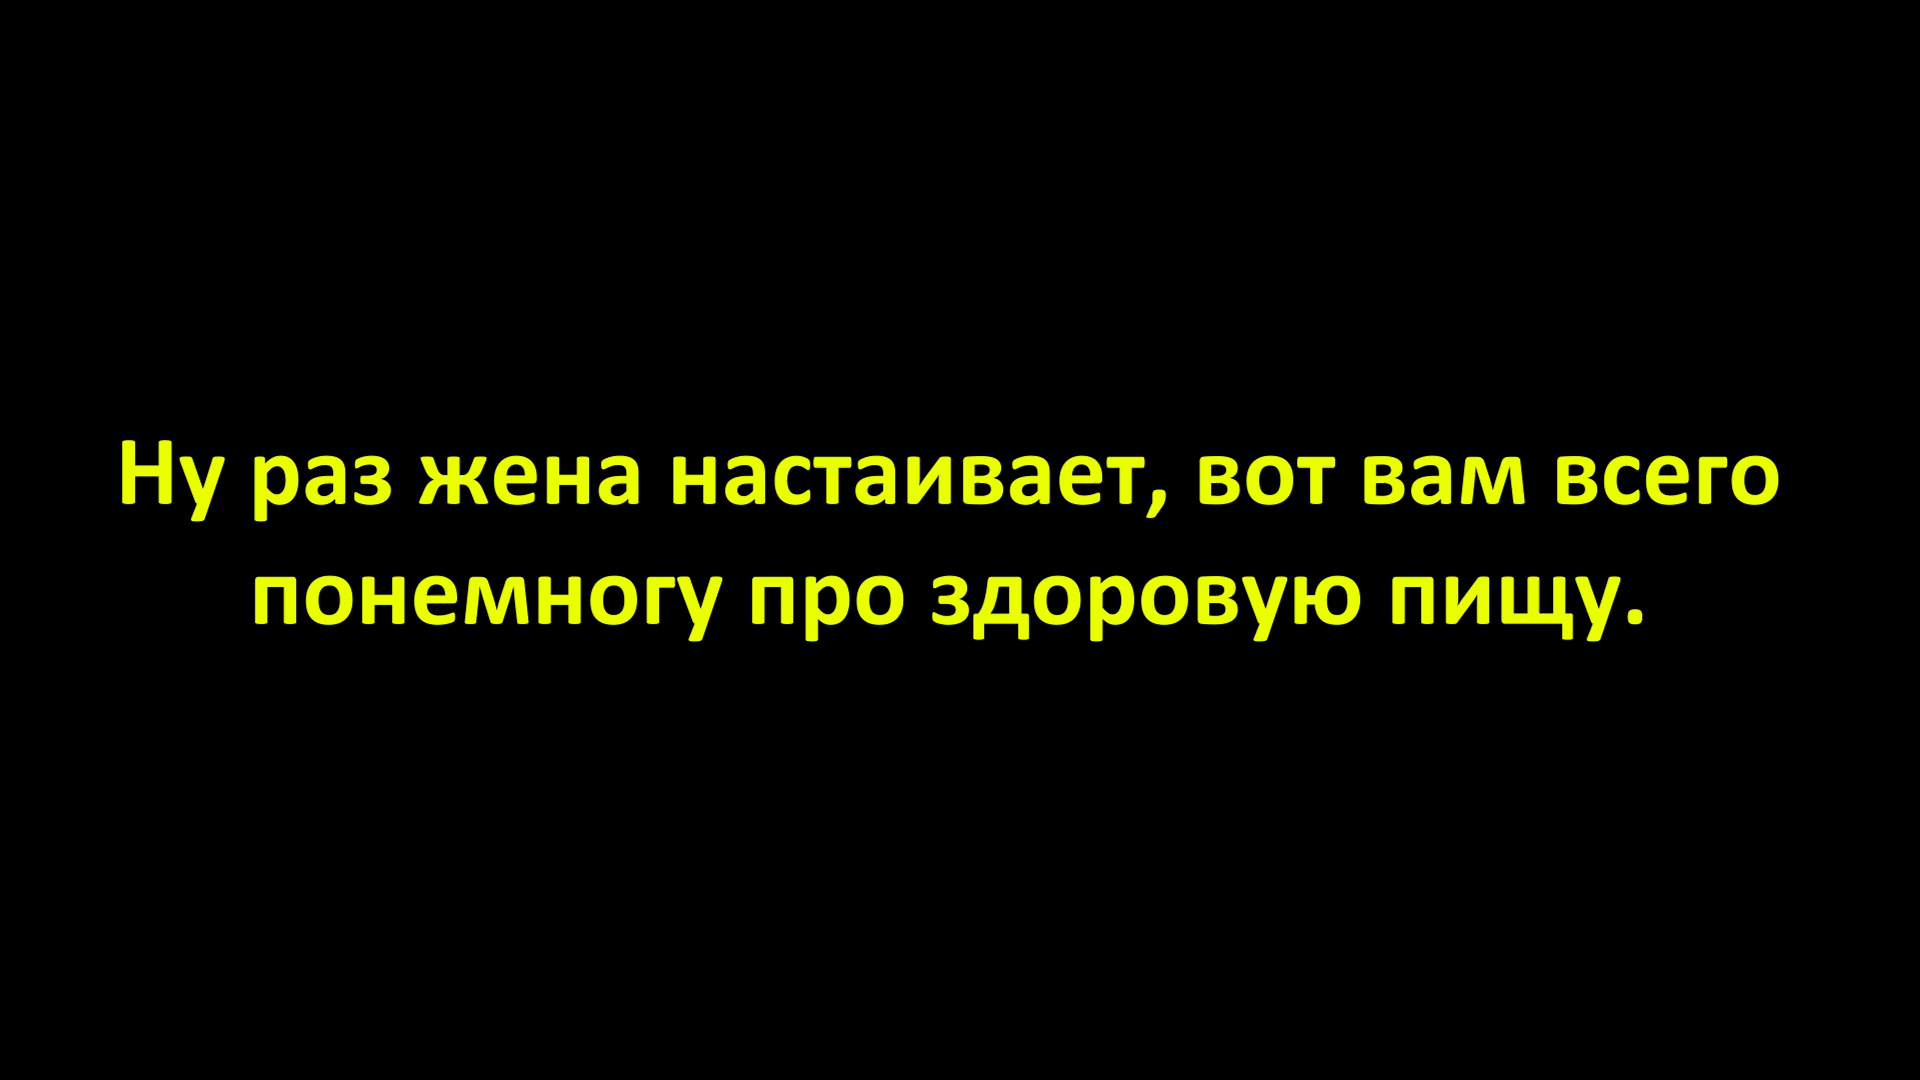 Ну раз жена настаивает, вот вам всего
понемногу про здоровую пищу.